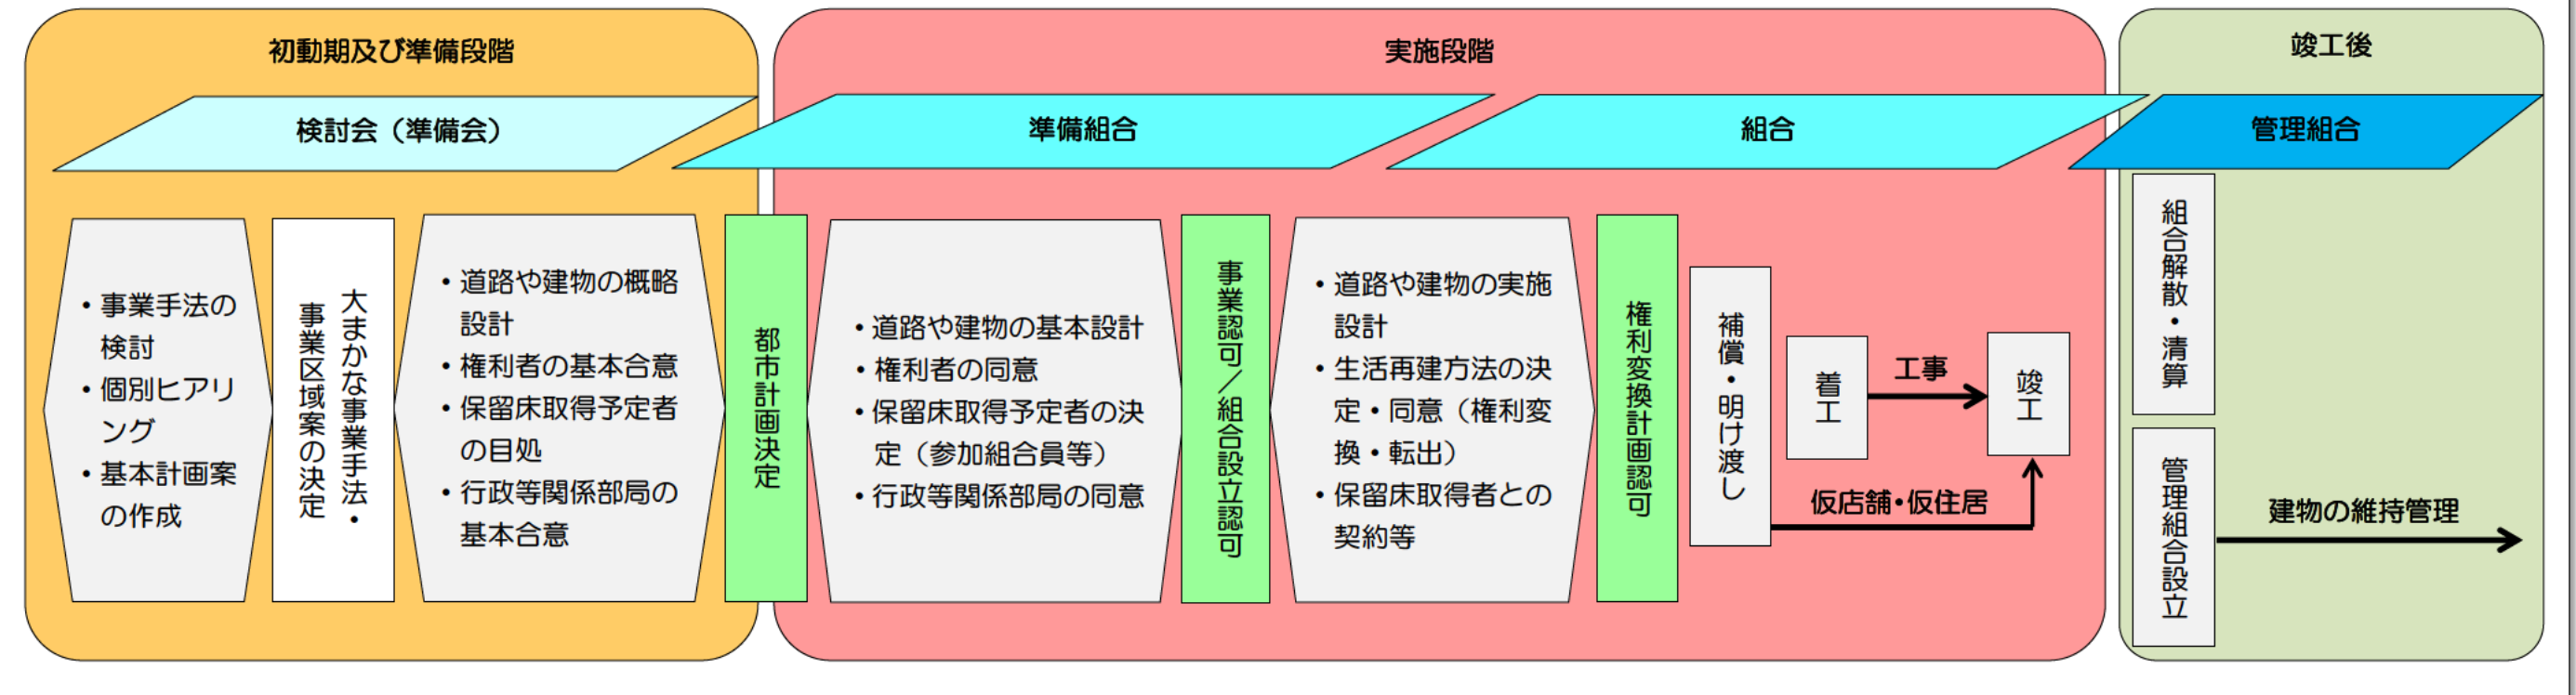 初動期及び準備段階
検討会（準備会）
・事業手法の
検討
・個別ヒアリ
ング
・基本計画案
の作成
大まかな事業手法・
事業区域案の決定
・道路や建物の概略
設計
・権利者の基本合意
・保留床取得予定者
の目処
・行政等関係部局の
基本合意
都市計画決定
実施段階
準備組合
・道路や建物の基本設計
・権利者の同意
・保留床取得予定者の決
定（参加組合員等）
・行政等関係部局の同意
事業認可／組合設立認可
組合
・道路や建物の実施
設計
・生活再建方法の決
定・同意（権利変
換・転出）
・保留床取得者との
契約等
権利変換計画認可
補償・明け渡し
着工
工事
竣工
仮店舗・仮住居
竣工後
管理組合
組合解散・清算
管理組合設立
建物の維持管理